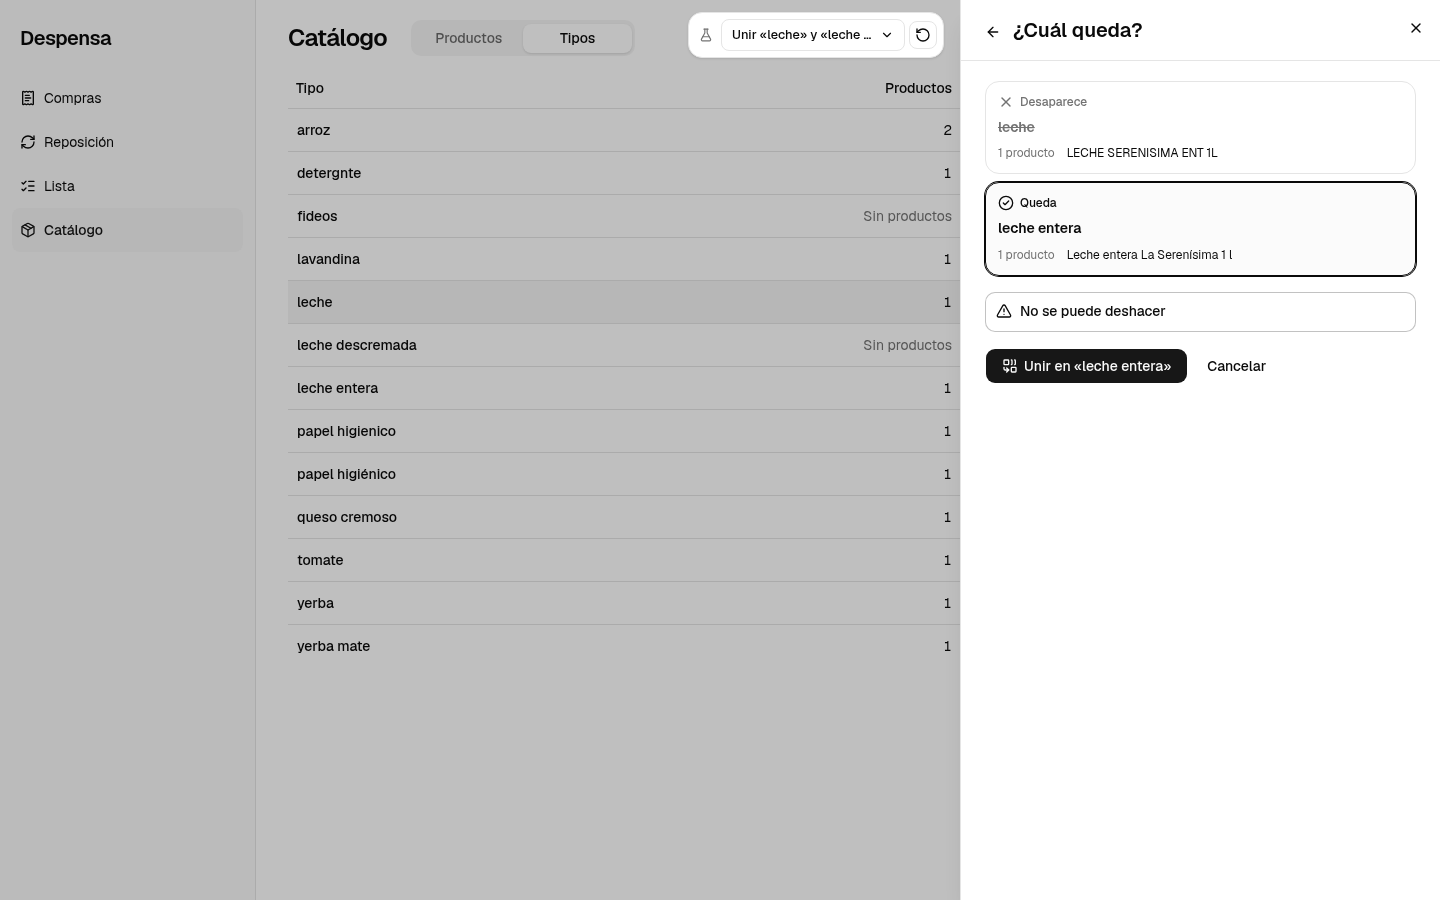 Despensa
Compras
Reposición
Lista
Catálogo
Catálogo
Productos
Tipos
Unir «leche» y «leche ...
Tipo Productos
arroz 2
detergnte 1
fideos Sin productos
lavandina 1
leche 1
leche descremada Sin productos
leche entera 1
papel higienico 1
papel higiénico 1
queso cremoso 1
tomate 1
yerba 1
yerba mate 1
¿Cuál queda?
Desaparece
leche
1 producto LECHE SERENISIMA ENT 1L
Queda
leche entera
1 producto Leche entera La Serenísima 1 l
No se puede deshacer
Unir en «leche entera» Cancelar